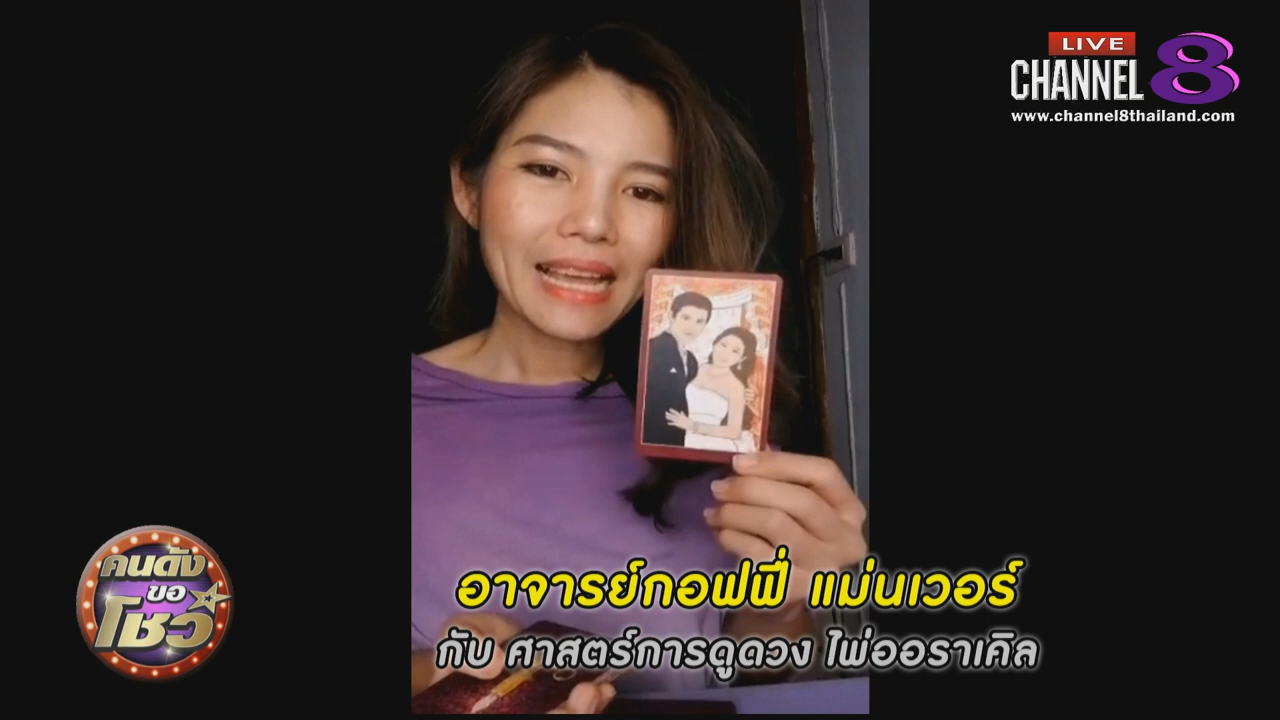 LIVE
CHANNEL 8
www.channel8thailand.com
คนดัง
ขอ
โชว์
อาจารย์กอฟฟี่ แม่นเวอร์
กับ ศาสตร์การดูดวง ไพ่ออราเคิล